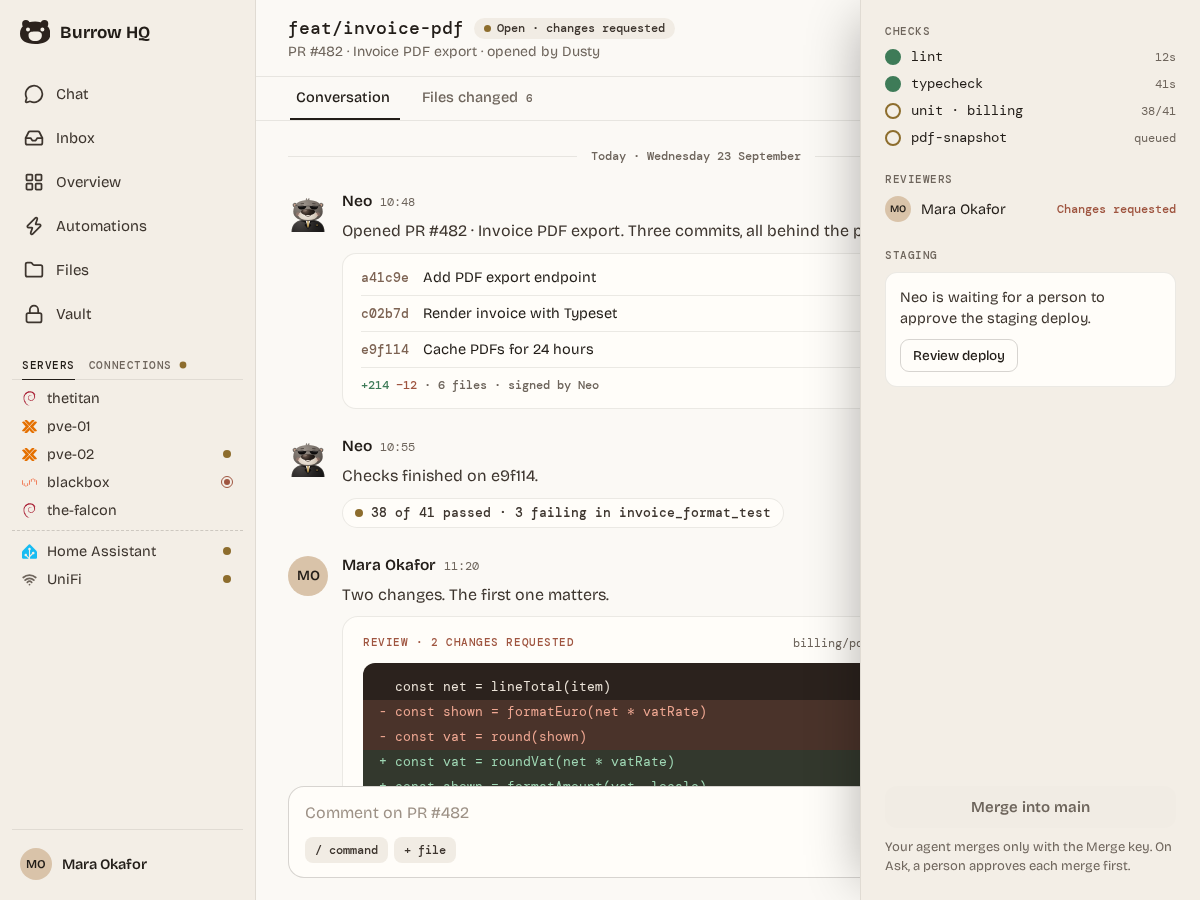 Burrow HQ
Chat
Inbox
Overview
Automations
Files
Vault
SERVERS CONNECTIONS
thetitan
pve-01
pve-02
blackbox
the-falcon
Home Assistant
UniFi
MO Mara Okafor
feat/invoice-pdf Open · changes requested
PR #482 · Invoice PDF export · opened by Dusty
Conversation Files changed 6
Today · Wednesday 23 September
Neo 10:48
Opened PR #482 · Invoice PDF export. Three commits, all behind the
a41c9e Add PDF export endpoint
c02b7d Render invoice with Typeset
e9f114 Cache PDFs for 24 hours
+214 −12 · 6 files · signed by Neo
Neo 10:55
Checks finished on e9f114.
38 of 41 passed · 3 failing in invoice_format_test
MO Mara Okafor 11:20
Two changes. The first one matters.
REVIEW · 2 CHANGES REQUESTED billing/
const net = lineTotal(item)
- const shown = formatEuro(net * vatRate)
- const vat = round(shown)
+ const vat = roundVat(net * vatRate)
+ const shown = formatAmount(vat, locale)
Comment on PR #482
/ command + file
CHECKS
lint 12s
typecheck 41s
unit · billing 38/41
pdf-snapshot queued
REVIEWERS
MO Mara Okafor Changes requested
STAGING
Neo is waiting for a person to
approve the staging deploy.
Review deploy
Merge into main
Your agent merges only with the Merge key. On
Ask, a person approves each merge first.